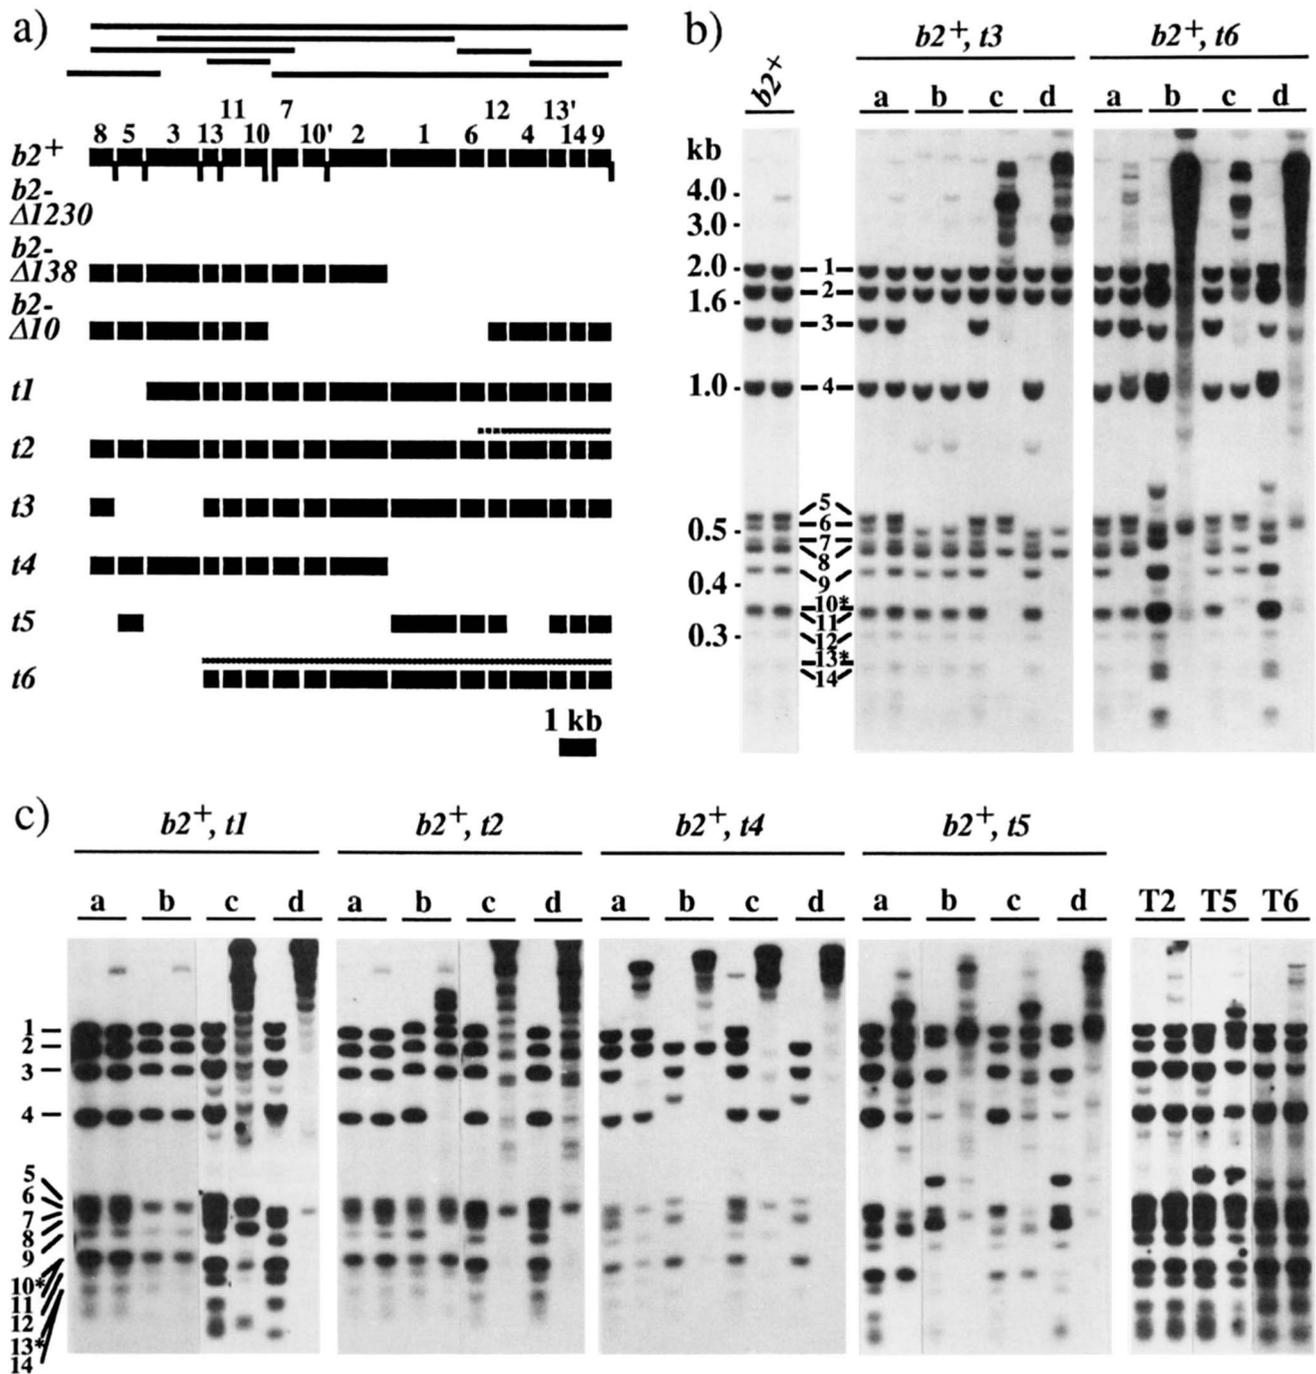 a)
11 7 12 13'
8 5 3 13 10 10' 2 1 6 4 14 9
b2+
b2-
Δ1230
b2-
Δ138
b2-
Δ10
t1
t2
t3
t4
t5
t6
1 kb
b)
b2+
b2+, t3
b2+, t6
a b c d
a b c d
kb
4.0
3.0
2.0
1.6
1.0
0.5
0.4
0.3
1
2
3
4
5
6
7
8
9
10*
11
12
13*
14
c)
b2+, t1
b2+, t2
b2+, t4
b2+, t5
a b c d
a b c d
a b c d
a b c d
T2 T5 T6
1
2
3
4
5
6
7
8
9
10*
11
12
13*
14